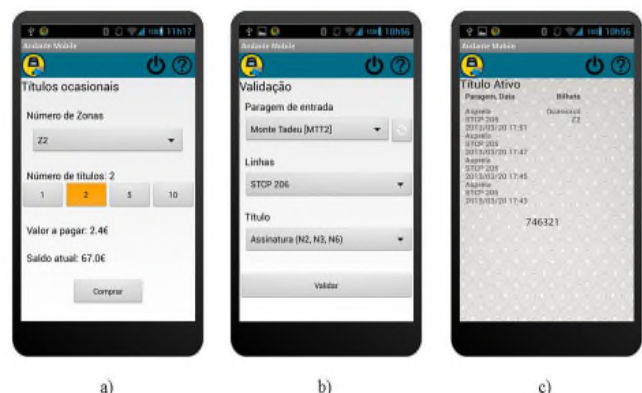 11h17
Andante Mobile
Títulos ocasionais
Número de Zonas
Z2
Número de títulos: 2
1 2 5 10
Valor a pagar: 2.4€
Saldo atual: 67.0€
Comprar
a)
10h56
Andante Mobile
Validação
Paragem de entrada
Monte Tadeu [MTT2]
Linhas
STCP 206
Título
Assinatura (N2, N3, N6)
Validar
b)
10h56
Andante Mobile
Título Ativo
Paragem, Data Bilhete
Asprela Ocasional
STCP 205 Z2
2013/03/20 17:51
Asprela
STCP 205
2013/03/20 17:47
Asprela
STCP 205
2013/03/20 17:45
Asprela
STCP 205
2013/03/20 17:43
746321
c)